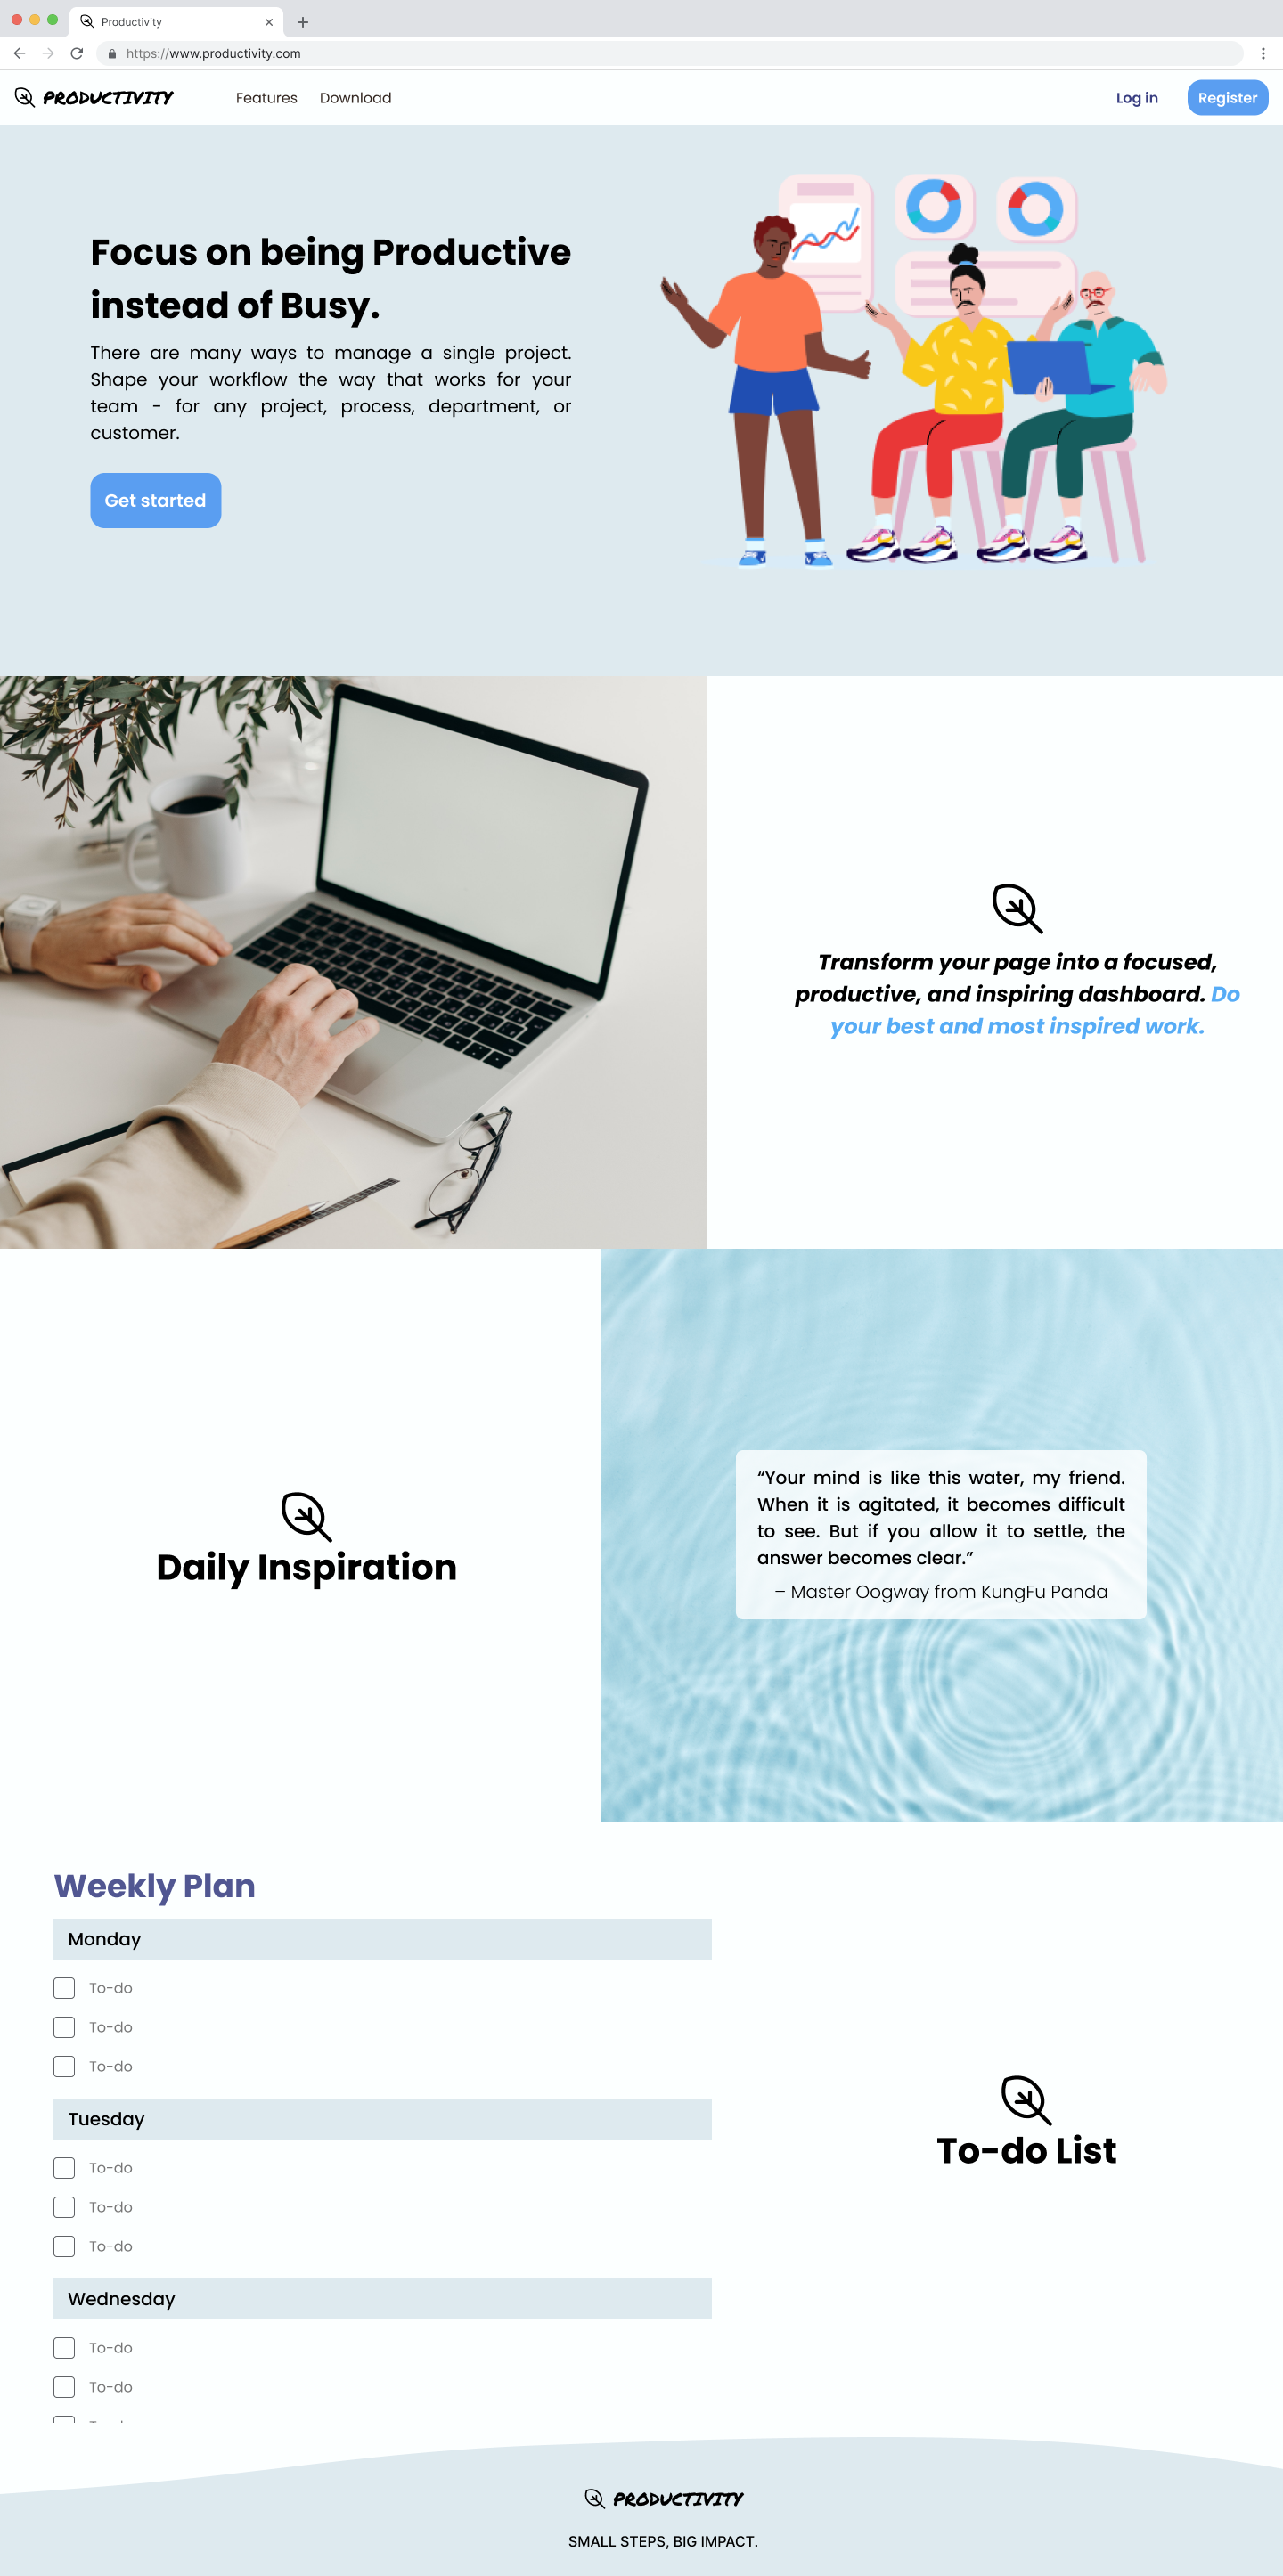 Productivity
https://www.productivity.com
PRODUCTIVITY
Features
Download
Log in
Register
Focus on being Productive
instead of Busy.
There are many ways to manage a single project.
Shape your workflow the way that works for your
team - for any project, process, department, or
customer.
Get started
Transform your page into a focused,
productive, and inspiring dashboard. Do
your best and most inspired work.
Daily Inspiration
“Your mind is like this water, my friend.
When it is agitated, it becomes difficult
to see. But if you allow it to settle, the
answer becomes clear.”
– Master Oogway from KungFu Panda
Weekly Plan
Monday
To-do
To-do
To-do
Tuesday
To-do
To-do
To-do
Wednesday
To-do
To-do
To-do List
PRODUCTIVITY
SMALL STEPS, BIG IMPACT.